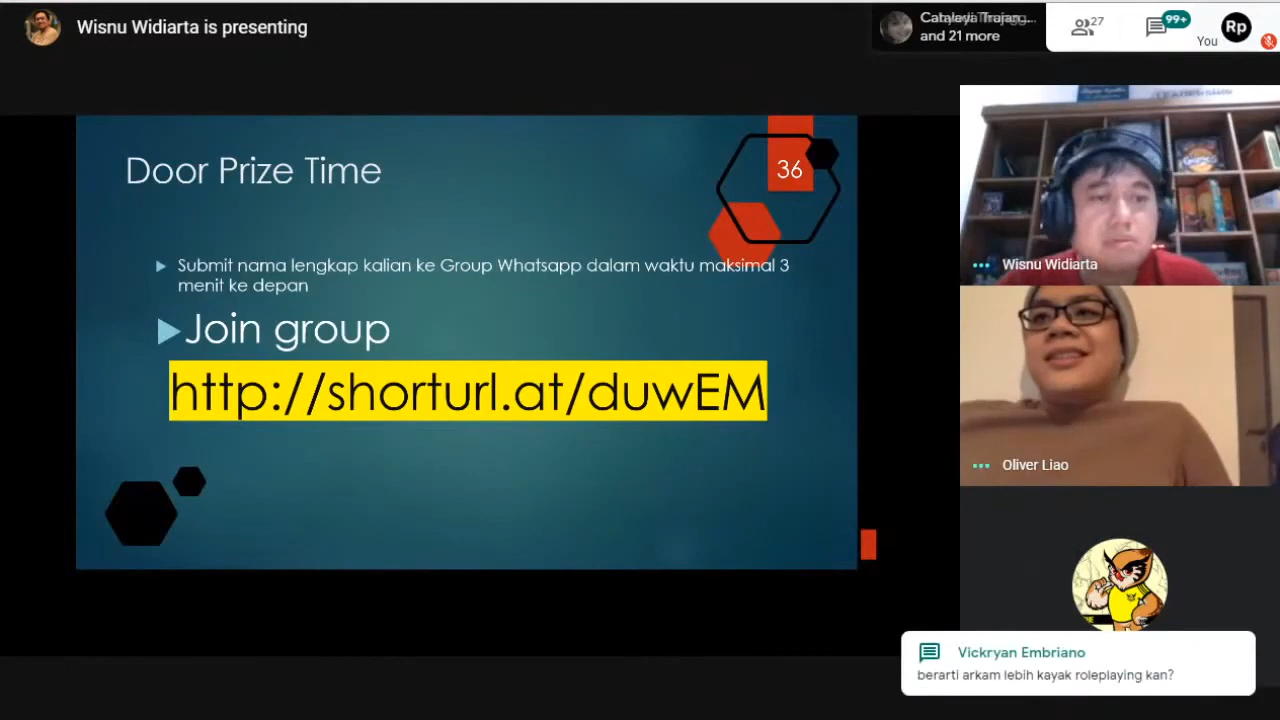 Wisnu Widiarta is presenting
and 21 more
27
99+
You
Rp
Door Prize Time
36
Submit nama lengkap kalian ke Group Whatsapp dalam waktu maksimal 3
menit ke depan
Join group
http://shorturl.at/duwEM
Wisnu Widiarta
Oliver Liao
Vickryan Embriano
berarti arkam lebih kayak roleplaying kan?